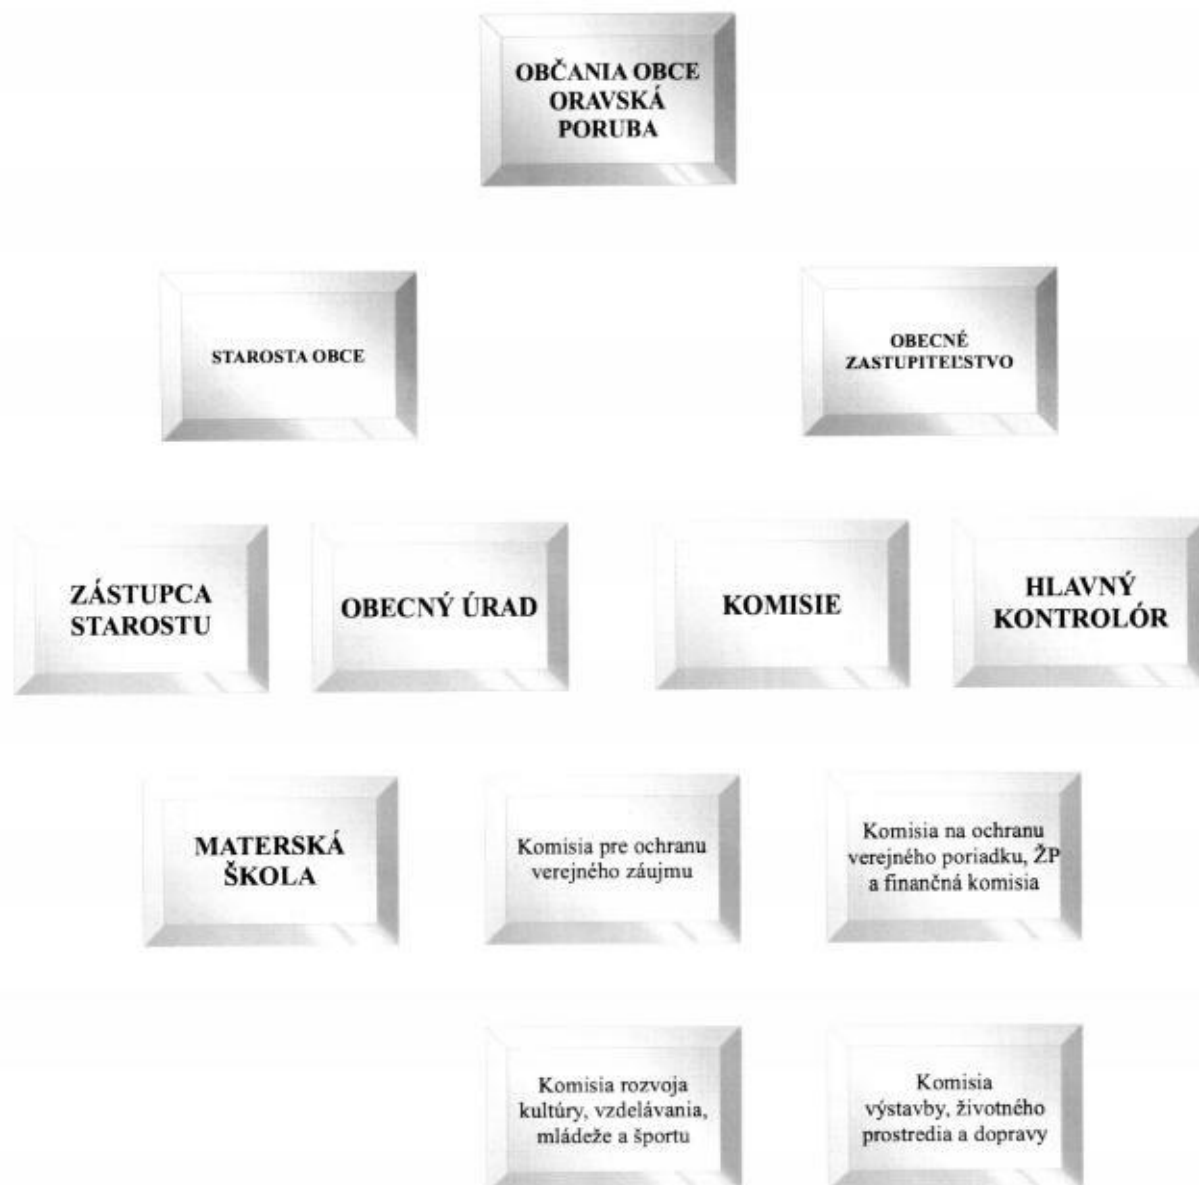 OBČANIA OBCE
ORAVSKÁ
PORUBA
STAROSTA OBCE
OBECNÉ
ZASTUPITEĽSTVO
ZÁSTUPCA
STAROSTU
OBECNÝ ÚRAD
KOMISIE
HLAVNÝ
KONTROLÓR
MATERSKÁ
ŠKOLA
Komisia pre ochranu
verejného záujmu
Komisia na ochranu
verejného poriadku, ŽP
a finančná komisia
Komisia rozvoja
kultúry, vzdelávania,
mládeže a športu
Komisia
výstavby, životného
prostredia a dopravy